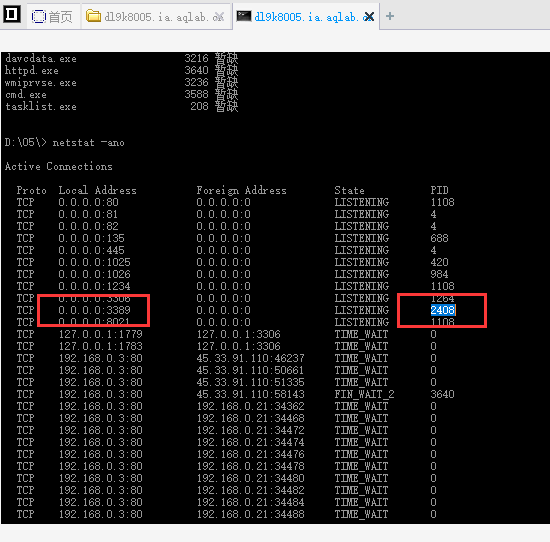 首页 dl9k8005.ia.aqlab.c dl9k8005.ia.aqlab.c
davcdata.exe 3216 暂缺
httpd.exe 3640 暂缺
wmiprvse.exe 3236 暂缺
cmd.exe 3588 暂缺
tasklist.exe 208 暂缺
D:\05\> netstat -ano
Active Connections
Proto Local Address Foreign Address State PID
TCP 0.0.0.0:80 0.0.0.0:0 LISTENING 1108
TCP 0.0.0.0:81 0.0.0.0:0 LISTENING 4
TCP 0.0.0.0:82 0.0.0.0:0 LISTENING 4
TCP 0.0.0.0:135 0.0.0.0:0 LISTENING 688
TCP 0.0.0.0:445 0.0.0.0:0 LISTENING 4
TCP 0.0.0.0:1025 0.0.0.0:0 LISTENING 420
TCP 0.0.0.0:1026 0.0.0.0:0 LISTENING 984
TCP 0.0.0.0:1234 0.0.0.0:0 LISTENING 1108
TCP 0.0.0.0:3306 0.0.0.0:0 LISTENING 1264
TCP 0.0.0.0:3389 0.0.0.0:0 LISTENING 2408
TCP 0.0.0.0:8021 0.0.0.0:0 LISTENING 1108
TCP 127.0.0.1:1779 127.0.0.1:3306 TIME_WAIT 0
TCP 127.0.0.1:1783 127.0.0.1:3306 TIME_WAIT 0
TCP 192.168.0.3:80 45.33.91.110:46237 TIME_WAIT 0
TCP 192.168.0.3:80 45.33.91.110:50661 TIME_WAIT 0
TCP 192.168.0.3:80 45.33.91.110:51335 TIME_WAIT 0
TCP 192.168.0.3:80 45.33.91.110:58143 FIN_WAIT_2 3640
TCP 192.168.0.3:80 192.168.0.21:34362 TIME_WAIT 0
TCP 192.168.0.3:80 192.168.0.21:34468 TIME_WAIT 0
TCP 192.168.0.3:80 192.168.0.21:34472 TIME_WAIT 0
TCP 192.168.0.3:80 192.168.0.21:34474 TIME_WAIT 0
TCP 192.168.0.3:80 192.168.0.21:34476 TIME_WAIT 0
TCP 192.168.0.3:80 192.168.0.21:34478 TIME_WAIT 0
TCP 192.168.0.3:80 192.168.0.21:34480 TIME_WAIT 0
TCP 192.168.0.3:80 192.168.0.21:34482 TIME_WAIT 0
TCP 192.168.0.3:80 192.168.0.21:34484 TIME_WAIT 0
TCP 192.168.0.3:80 192.168.0.21:34488 TIME_WAIT 0